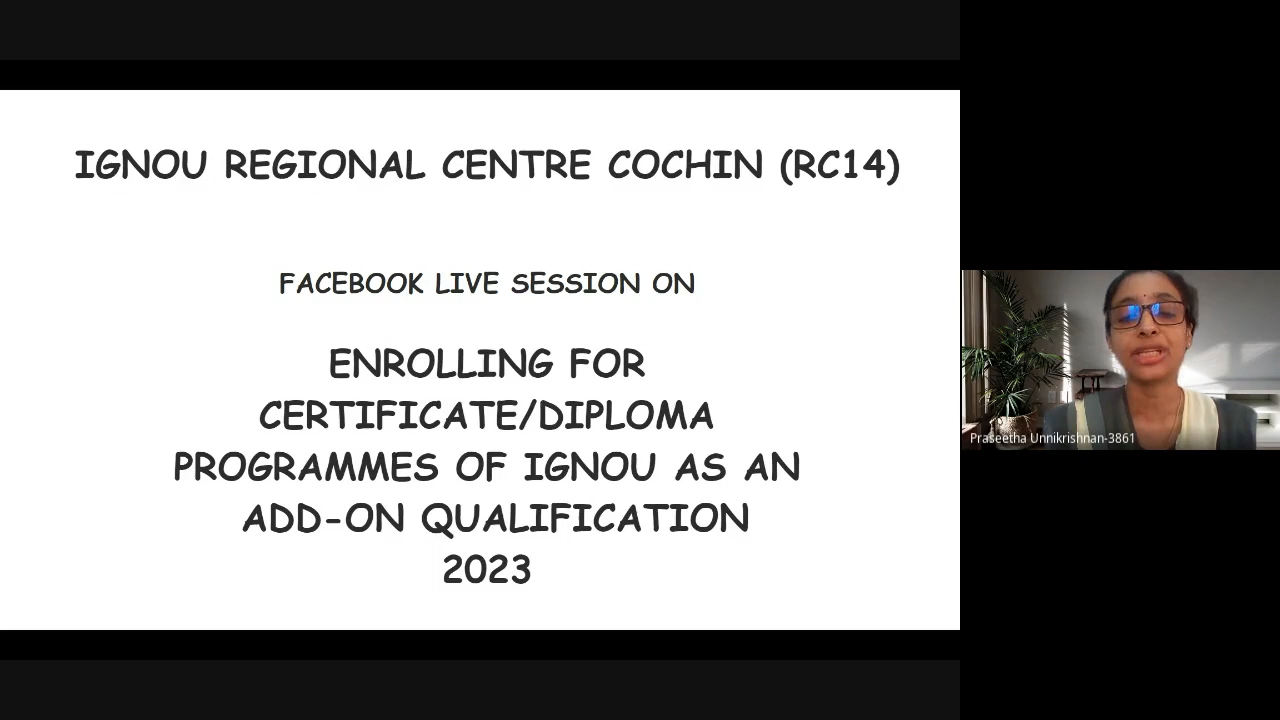 IGNOU REGIONAL CENTRE COCHIN (RC14)
FACEBOOK LIVE SESSION ON
ENROLLING FOR
CERTIFICATE/DIPLOMA
PROGRAMMES OF IGNOU AS AN
ADD-ON QUALIFICATION
2023
Praseetha Unnikrishnan-3861